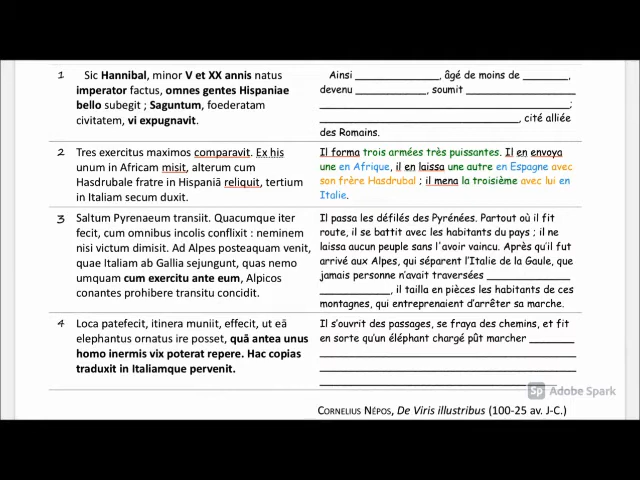 1 Sic Hannibal, minor V et XX annis natus
imperator factus, omnes gentes Hispaniae
bello subegit ; Saguntum, foederatam
civitatem, vi expugnavit.
Ainsi ______________, âgé de moins de ________,
devenu ____________, soumit ____________________
______________________________________________;
____________________________________, cité alliée
des Romains.
2 Tres exercitus maximos comparavit. Ex his
unum in Africam misit, alterum cum
Hasdrubale fratre in Hispaniā reliquit, tertium
in Italiam secum duxit.
Il forma trois armées très puissantes. Il en envoya
une en Afrique, il en laissa une autre en Espagne avec
son frère Hasdrubal ; il mena la troisième avec lui en
Italie.
3 Saltum Pyrenaeum transiit. Quacumque iter
fecit, cum omnibus incolis conflixit : neminem
nisi victum dimisit. Ad Alpes posteaquam venit,
quae Italiam ab Gallia sejungunt, quas nemo
umquam cum exercitu ante eum, Alpicos
conantes prohibere transitu concidit.
Il passa les défilés des Pyrénées. Partout où il fit
route, il se battit avec les habitants du pays ; il ne
laissa aucun peuple sans l'avoir vaincu. Après qu'il fut
arrivé aux Alpes, qui séparent l'Italie de la Gaule, que
jamais personne n'avait traversées ______________
____________, il tailla en pièces les habitants de ces
montagnes, qui entreprenaient d'arrêter sa marche.
4 Loca patefecit, itinera muniit, effecit, ut eā
elephantus ornatus ire posset, quā antea unus
homo inermis vix poterat repere. Hac copias
traduxit in Italiamque pervenit.
Il s'ouvrit des passages, se fraya des chemins, et fit
en sorte qu'un éléphant chargé pût marcher ________
______________________________________________
______________________________________________
______________________________________________
Sp Adobe Spark
CORNELIUS NÉPOS, De Viris illustribus (100-25 av. J-C.)